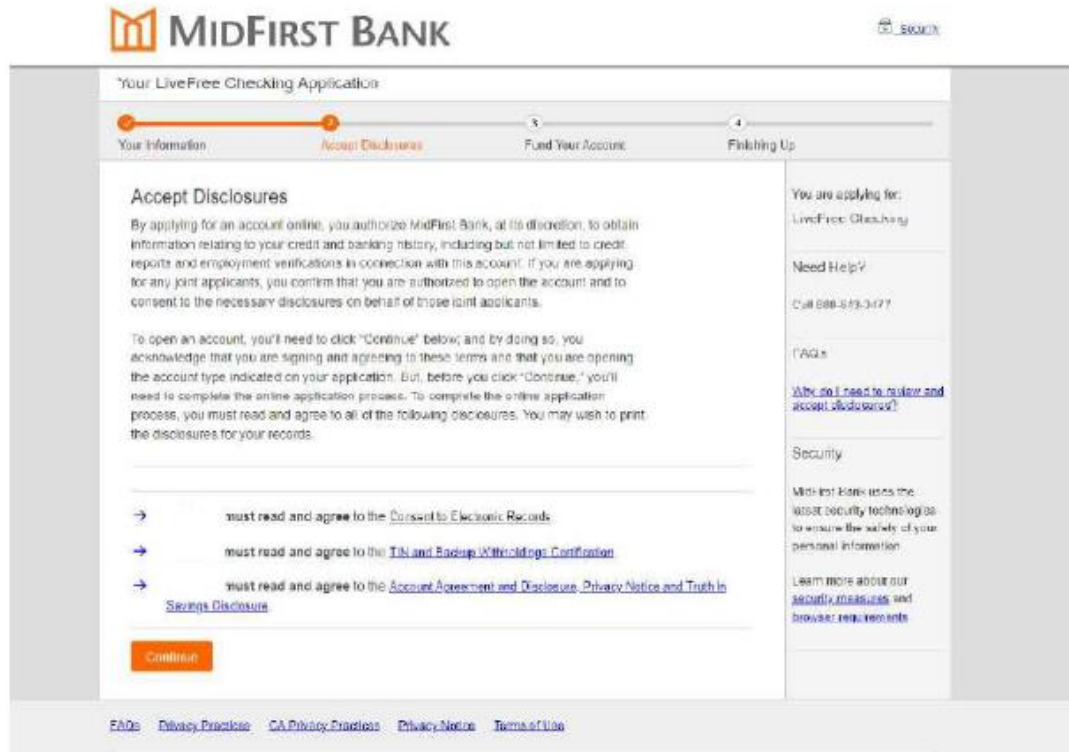 MIDFIRST BANK
Security
Your LiveFree Checking Application
2
3
4
Your Information
Accept Disclosures
Fund Your Account
Finishing Up
Accept Disclosures
By applying for an account online, you authorize MidFirst Bank, at its discretion, to obtain
information relating to your credit and banking history, including but not limited to credit
reports and employment verifications in connection with this account. If you are applying
for any joint applicants, you confirm that you are authorized to open the account and to
consent to the necessary disclosures on behalf of those joint applicants.
To open an account, you'll need to click "Continue" below; and by doing so, you
acknowledge that you are signing and agreeing to these terms and that you are opening
the account type indicated on your application. But, before you click "Continue," you'll
need to complete the online application process. To complete the online application
process, you must read and agree to all of the following disclosures. You may wish to print
the disclosures for your records.
must read and agree to the Consent to Electronic Records
must read and agree to the TIN and Backup Withholdings Certification
must read and agree to the Account Agreement and Disclosure, Privacy Notice and Truth In
Savings Disclosure
Continue
You are applying for:
LiveFree Checking
Need Help?
Call
FAQs
Why do I need to review and
accept disclosures?
Security
MidFirst Bank uses the
latest security technologies
to ensure the safety of your
personal information
Learn more about our
security measures and
browser requirements
FAQs
Privacy Practices
CA Privacy Practices
Privacy Notice
Terms of Use